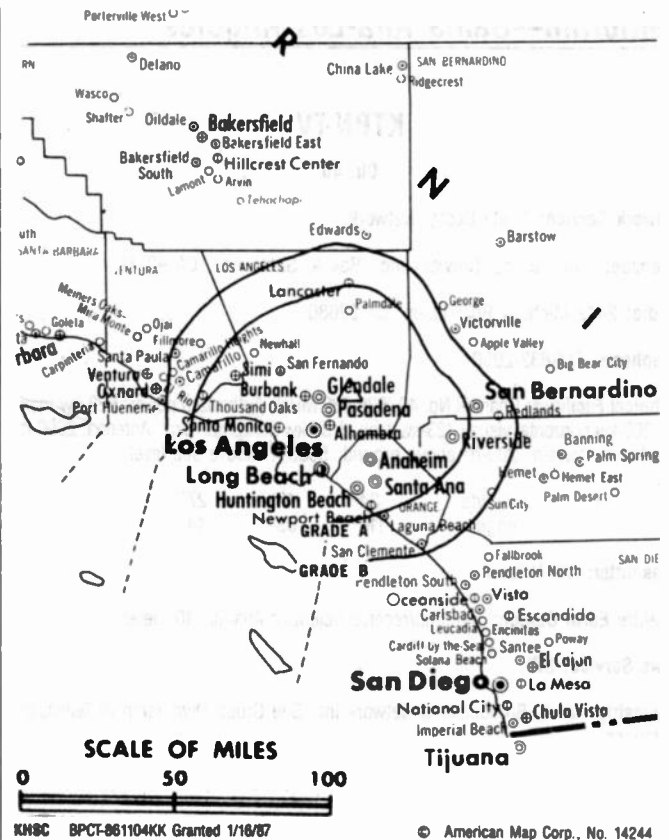 Porterville West
R
RN
Delano
China Lake
SAN BERNARDINO
Ridgecrest
Wasco
Shafter
Oildale
Bakersfield
Bakersfield East
Bakersfield South
Hillcrest Center
Lamont
Arvin
Tehachapi
N
uth
SANTA BARBARA
VENTURA
LOS ANGELES
Edwards
Barstow
Lancaster
Palmdale
George
Victorville
Apple Valley
I
Meiners Oaks
Mira Monte
Ojai
Goleta
rbara
Carpinteria
Fillmore
Santa Paula
Camarillo Heights
Camarillo
Newhall
Ventura
Oxnard
Port Hueneme
Simi
San Fernando
Big Bear City
Burbank
Glendale
Thousand Oaks
Pasadena
San Bernardino
Redlands
Santa Monica
Alhambra
Los Angeles
Riverside
Banning
Palm Spring
Long Beach
Anaheim
Hemet
Hemet East
Santa Ana
Huntington Beach
Sun City
Palm Desert
Newport Beach
ORANGE
Laguna Beach
GRADE A
San Clemente
GRADE B
Fallbrook
SAN DIE
Pendleton North
Pendleton South
Oceanside
Vista
Carlsbad
Escondido
Leucadia
Encinitas
Cardiff by-the-Sea
Santee
Poway
Solana Beach
El Cajon
San Diego
La Mesa
National City
Chula Vista
Imperial Beach
Tijuana
SCALE OF MILES
0 50 100
KHSC BPCT-861104KK Granted 1/16/87
© American Map Corp., No. 14244